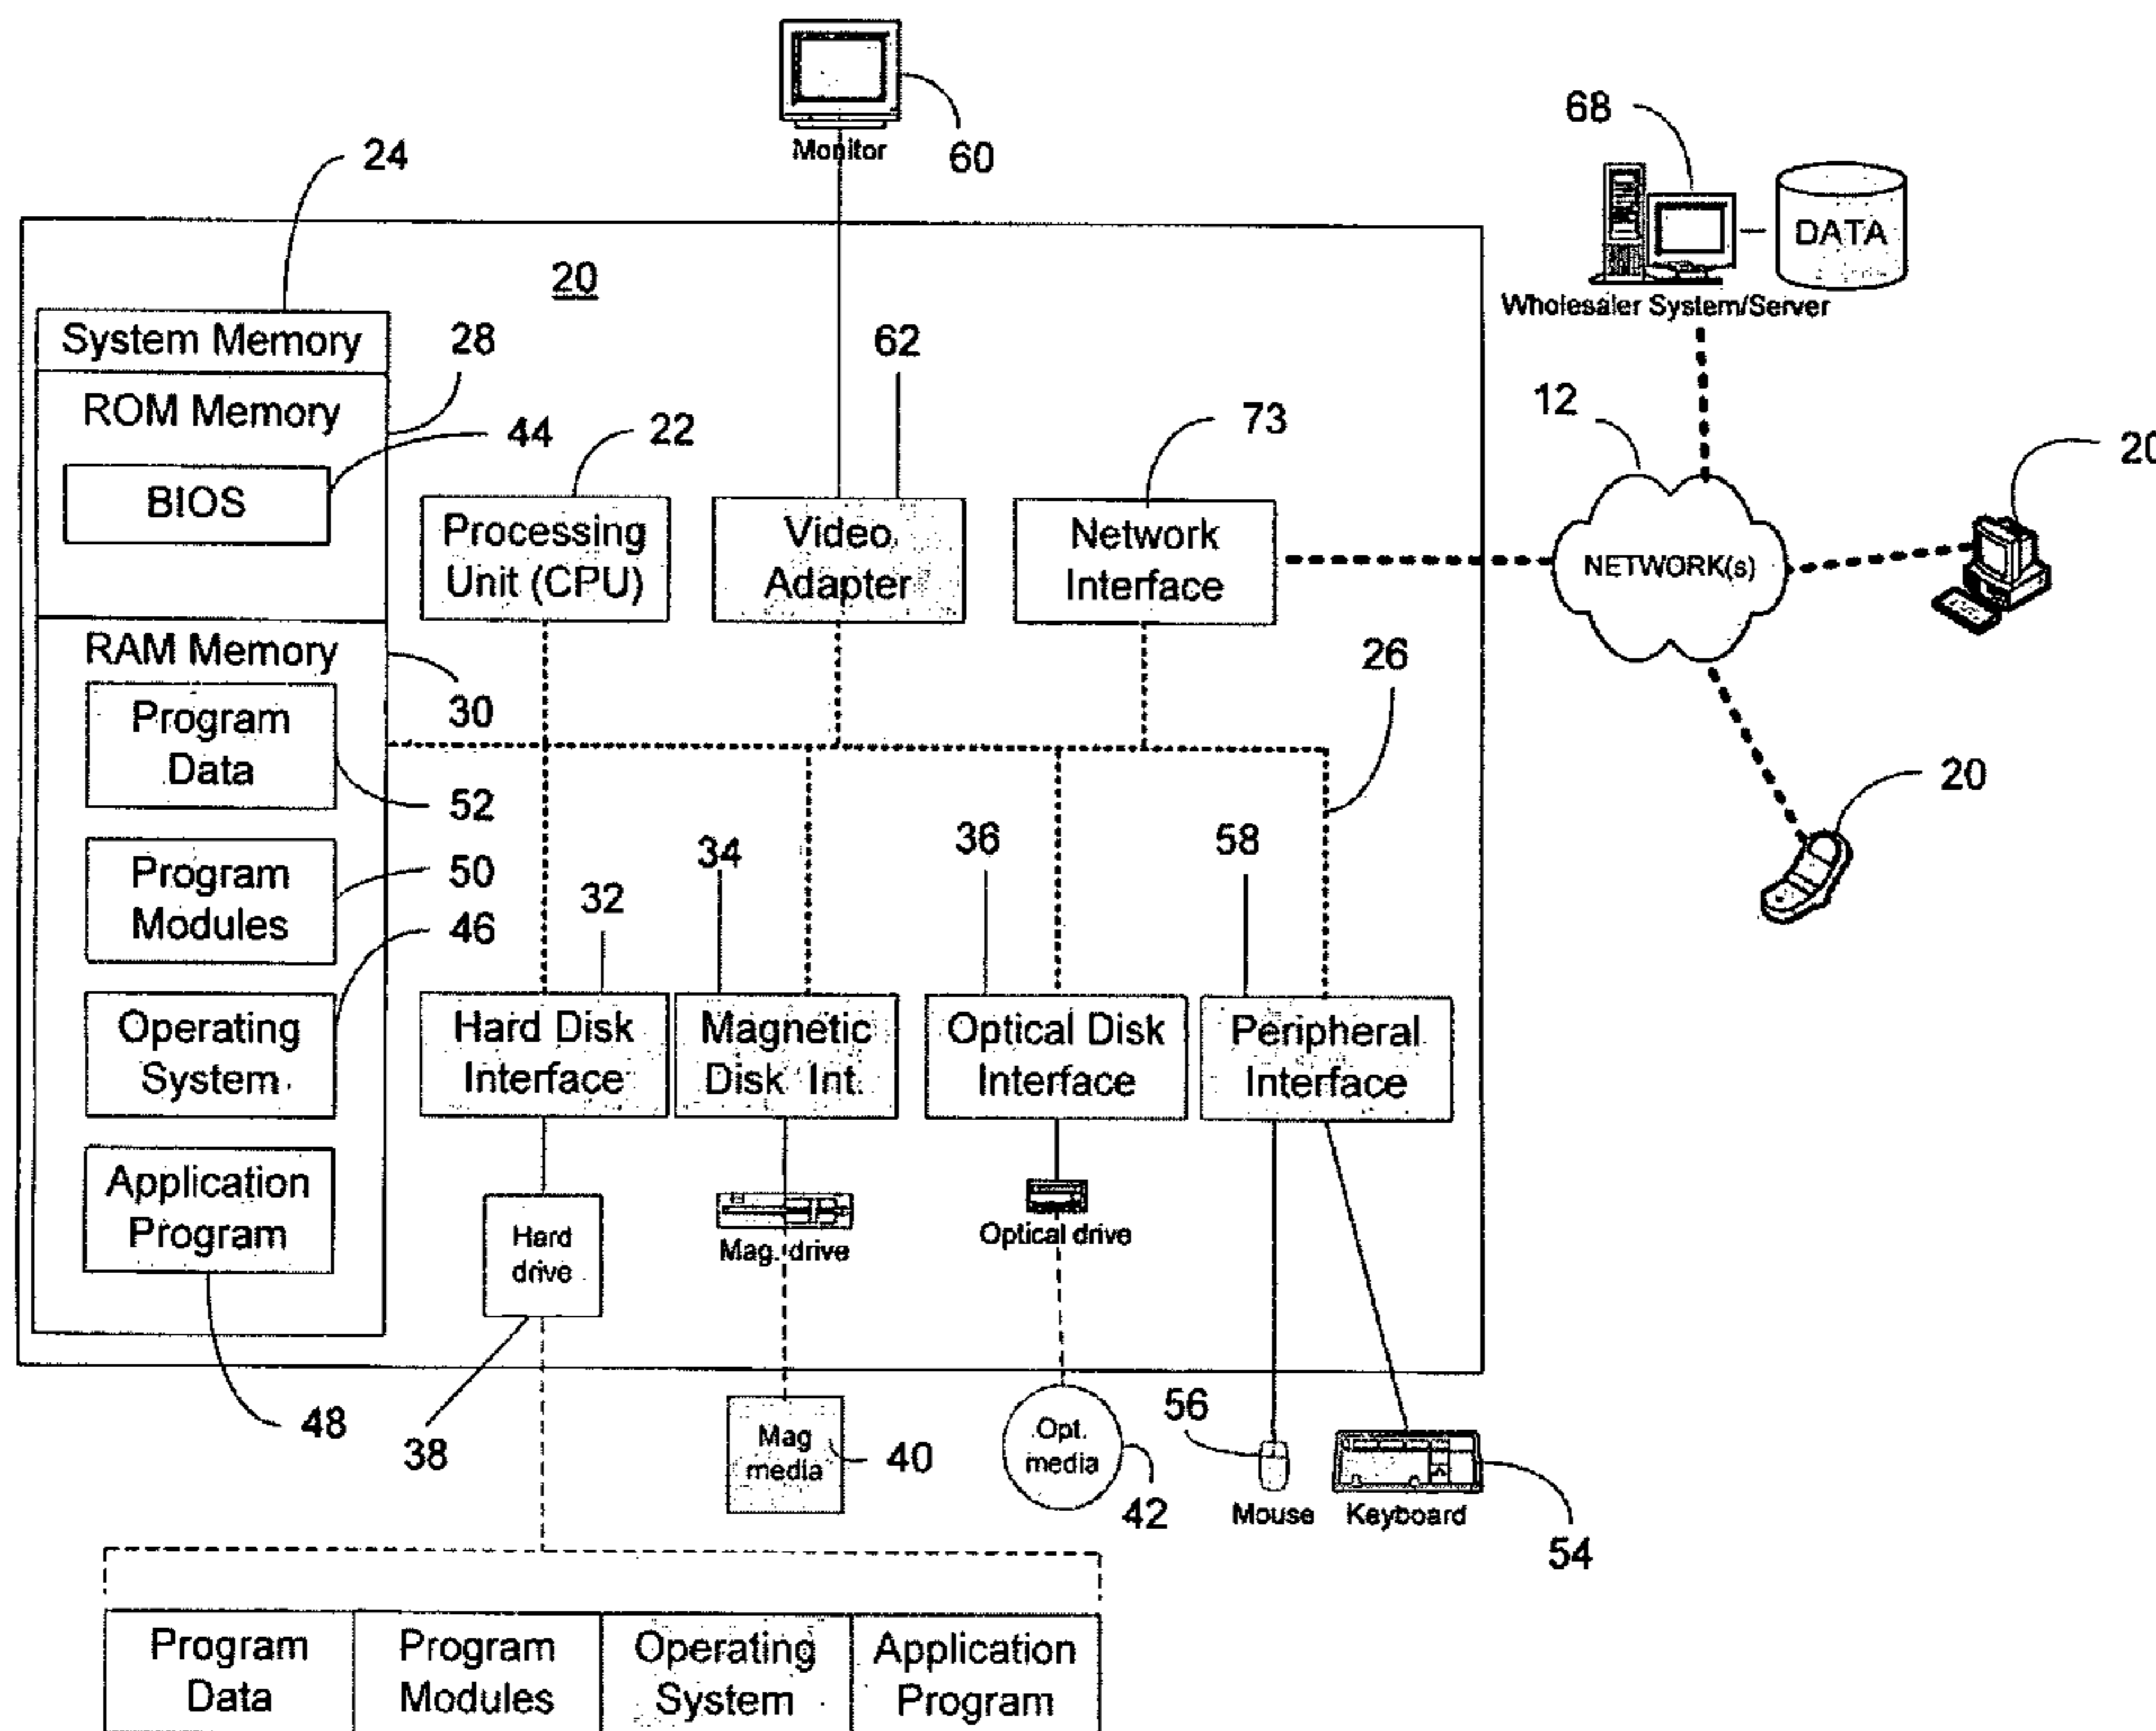 Monitor
60
68
DATA
Wholesaler System/Server
24
20
System Memory
28
62
ROM Memory
44
22
73
12
BIOS
Processing
Unit (CPU)
Video
Adapter
Network
Interface
NETWORK(s)
20
RAM Memory
30
26
Program
Data
52
20
Program
Modules
50
46
32
34
36
58
Operating
System
Hard Disk
Interface
Magnetic
Disk Int.
Optical Disk
Interface
Peripheral
Interface
Application
Program
Hard
drive
Mag. drive
Optical drive
48
38
Mag
media
40
Opt.
media
42
56
Mouse
Keyboard
54
Program
Data
Program
Modules
Operating
System
Application
Program